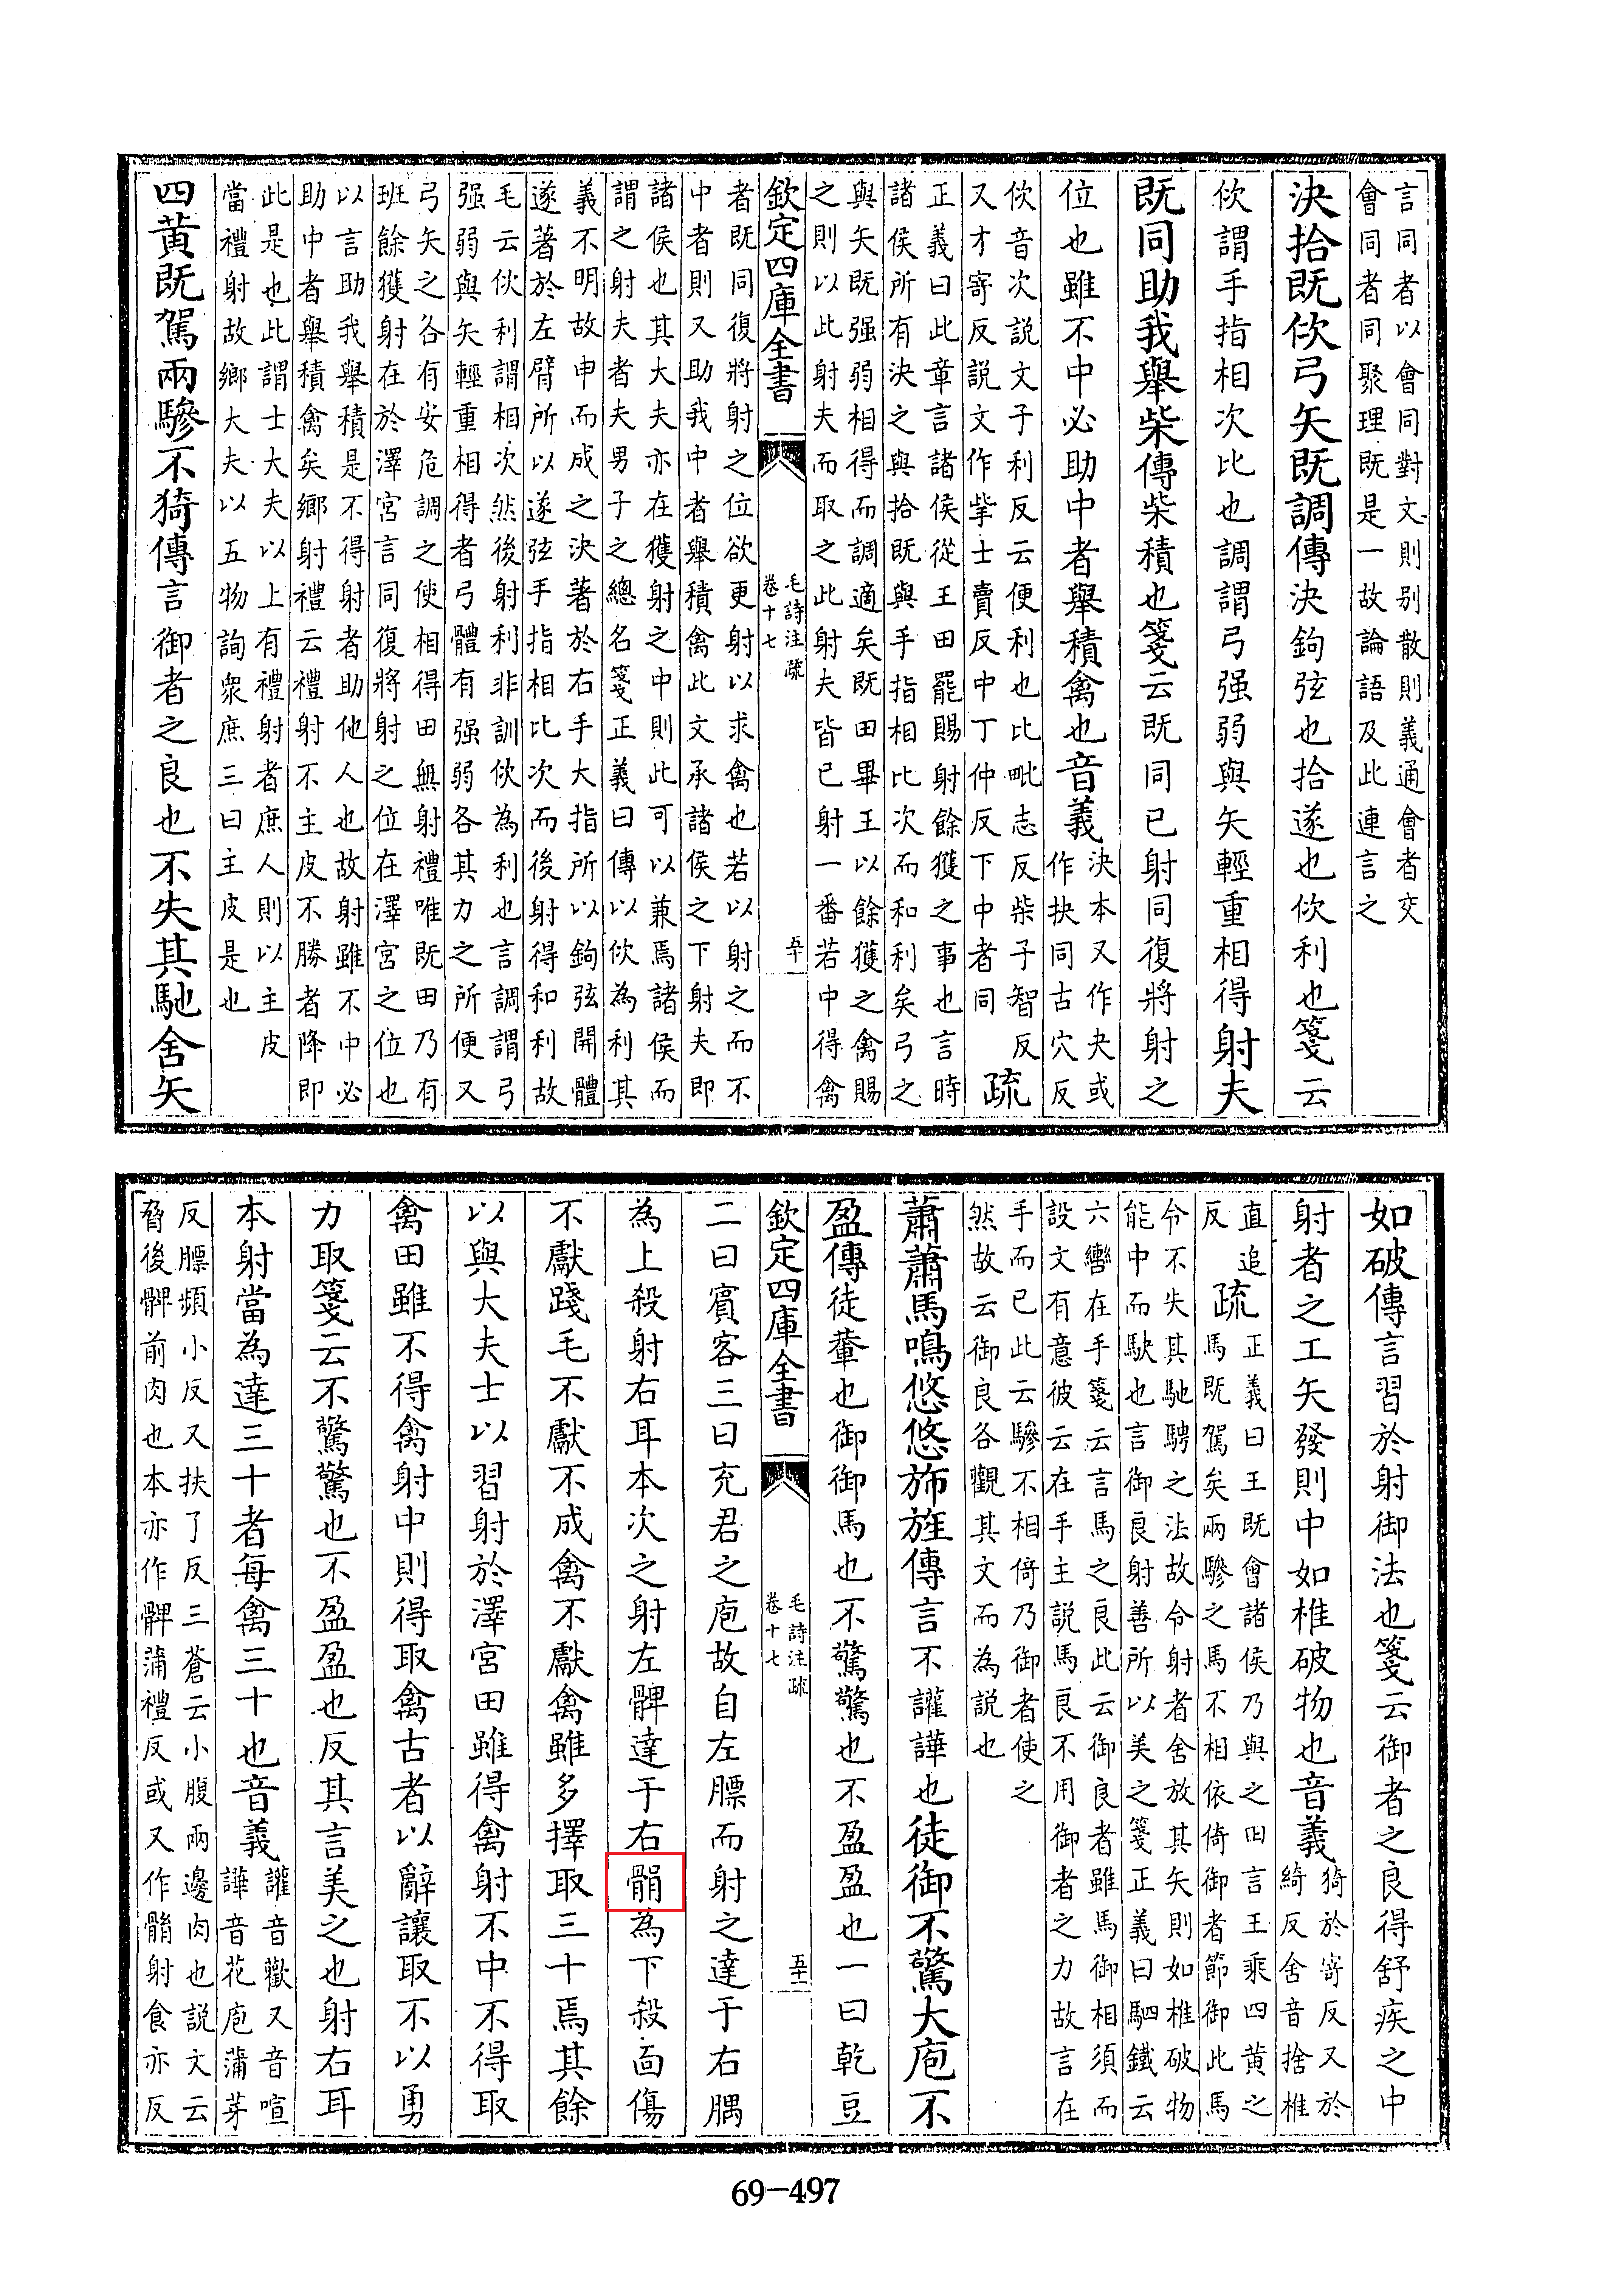 言同者以會同對文則别散則義通會者交
會同者同聚理既是一故論語及此連言之
決拾既佽弓矢既調傳決鉤弦也拾遂也佽利也箋云
佽謂手指相次比也調謂弓强弱與矢輕重相得射夫
既同助我舉柴傳柴積也箋云既同已射同復將射之
位也雖不中必助中者舉積禽也音義
決本又作夬或
作抉同古穴反
佽音次説文子利反云便利也比毗志反柴子智反
又才寄反説文作㧘士賣反中丁仲反下中者同
疏
正義曰此章言諸侯從王田罷賜射餘獲之事也言時
諸侯所有決之與拾既與手指相比次而和利矣弓之
與矢既强弱相得而調適矣既田畢王以餘獲之禽賜
之則以此射夫而取之此射夫皆已射一番若中得禽
欽定四庫全書
毛詩注疏
卷十七
五十
者既同復將射之位欲更射以求禽也若以射之而不
中者則又助我中者舉積禽此文承諸侯之下射夫即
諸侯也其大夫亦在獲射之中則此可以兼焉諸侯而
謂之射夫者夫男子之總名箋正義曰傳以佽為利其
義不明故申而成之決著於右手大指所以鉤弦開體
遂著於左臂所以遂弦手指相比次而後射得和利故
毛云佽利謂相次然後射利非訓佽為利也言調謂弓
强弱與矢輕重相得者弓體有强弱各其力之所便又
弓矢之各有安危調之使相得田無射禮唯既田乃有
班餘獲射在於澤宮言同復將射之位在澤宮之位也
以言助我舉積是不得射者助他人也故射雖不中必
助中者舉積禽矣鄉射禮云禮射不主皮不勝者降即
此是也此謂士大夫以上有禮射者庶人則以主皮
當禮射故鄉大夫以五物詢衆庶三曰主皮是也
四黄既駕兩驂不猗傳言御者之良也不失其馳舍矢
如破傳言習於射御法也箋云御者之良得舒疾之中
射者之工矢發則中如椎破物也音義
猗於寄反又於
綺反舍音捨椎
直追
反
疏
正義曰王既會諸侯乃與之田言王乘四黄之
馬既駕矣兩驂之馬不相依倚御者節御此馬
令不失其馳騁之法故令射者舍放其矢則如椎破物
能中而駃也言御良射善所以美之箋正義曰駟鐵云
六轡在手箋云言馬之良此云御良者雖馬御相須而
設文有意彼云在手主説馬良不用御者之力故言在
手而已此云驂不相倚乃御者使之
然故云御良各觀其文而為説也
蕭蕭馬鳴悠悠斾旌傳言不讙譁也徒御不驚大庖不
盈傳徒輦也御御馬也不驚驚也不盈盈也一曰乾豆
欽定四庫全書
毛詩注疏
卷十七
五十一
二曰賓客三曰充君之庖故自左膘而射之達于右腢
為上殺射右耳本次之射左髀達于右䯚為下殺面傷
不獻踐毛不獻不成禽不獻禽雖多擇取三十焉其餘
以與大夫士以習射於澤宮田雖得禽射不中不得取
禽田雖不得禽射中則得取禽古者以辭讓取不以勇
力取箋云不驚驚也不盈盈也反其言美之也射右耳
本射當為達三十者每禽三十也音義
讙音歡又音喧
譁音花庖蒲茅
反膘頻小反又扶了反三蒼云小腹兩邊肉也説文云
脅後髀前肉也本亦作髀蒲禮反或又作䯚射食亦反
69—497